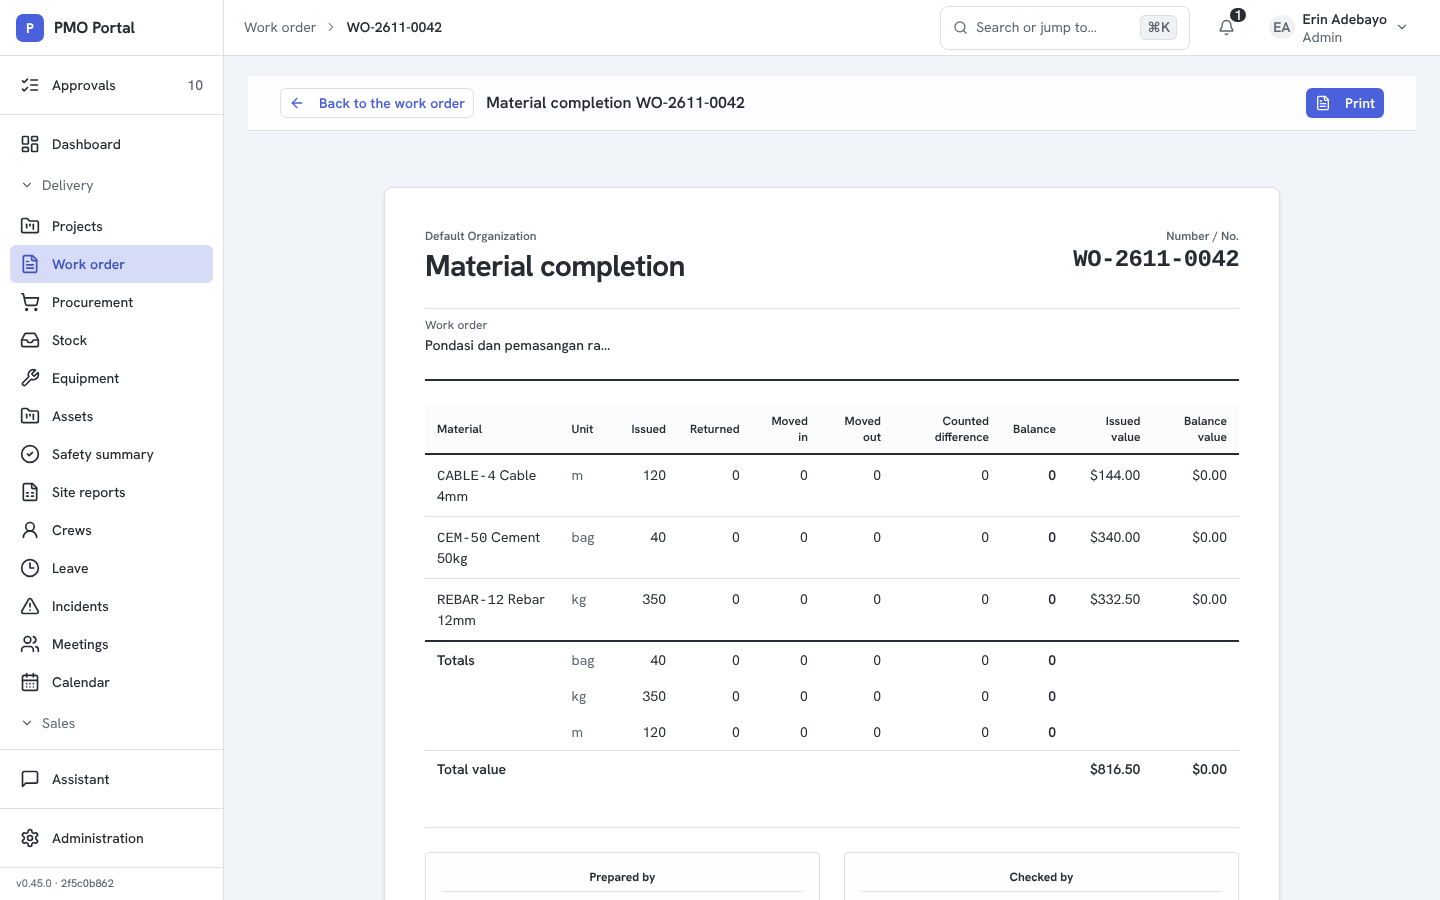 P PMO Portal
Work order > WO-2611-0042
Search or jump to... ⌘K
1
EA Erin Adebayo
Admin
Approvals 10
Dashboard
Delivery
Projects
Work order
Procurement
Stock
Equipment
Assets
Safety summary
Site reports
Crews
Leave
Incidents
Meetings
Calendar
Sales
Assistant
Administration
v0.45.0 · 2f5c0b862
Back to the work order Material completion WO-2611-0042 Print
Default Organization
Material completion
Number / No.
WO-2611-0042
Work order
Pondasi dan pemasangan ra...
Material Unit Issued Returned Moved in Moved out Counted difference Balance Issued value Balance value
CABLE-4 Cable 4mm m 120 0 0 0 0 0 $144.00 $0.00
CEM-50 Cement 50kg bag 40 0 0 0 0 0 $340.00 $0.00
REBAR-12 Rebar 12mm kg 350 0 0 0 0 0 $332.50 $0.00
Totals bag 40 0 0 0 0 0
kg 350 0 0 0 0 0
m 120 0 0 0 0 0
Total value $816.50 $0.00
Prepared by Checked by